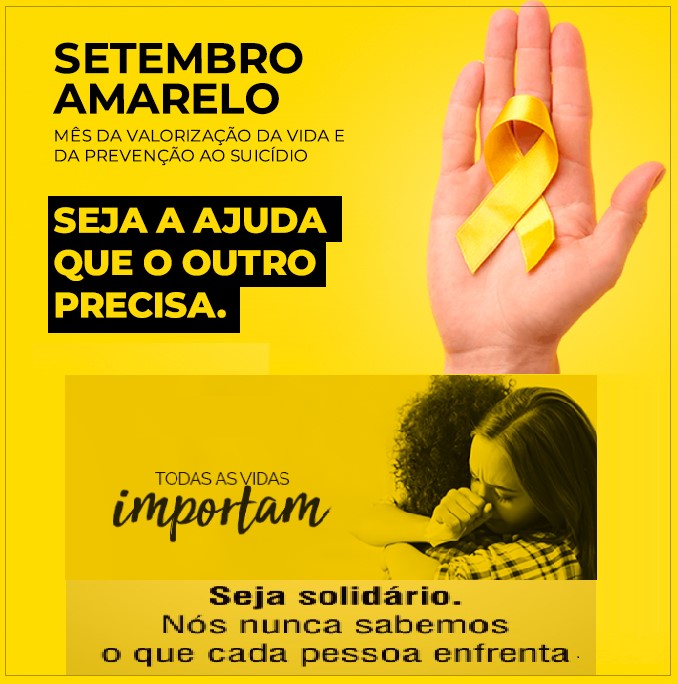 SETEMBRO
AMARELO
MÊS DA VALORIZAÇÃO DA VIDA E
DA PREVENÇÃO AO SUICÍDIO
SEJA A AJUDA
QUE O OUTRO
PRECISA.
TODAS AS VIDAS
importam
Seja solidário.
Nós nunca sabemos
o que cada pessoa enfrenta.